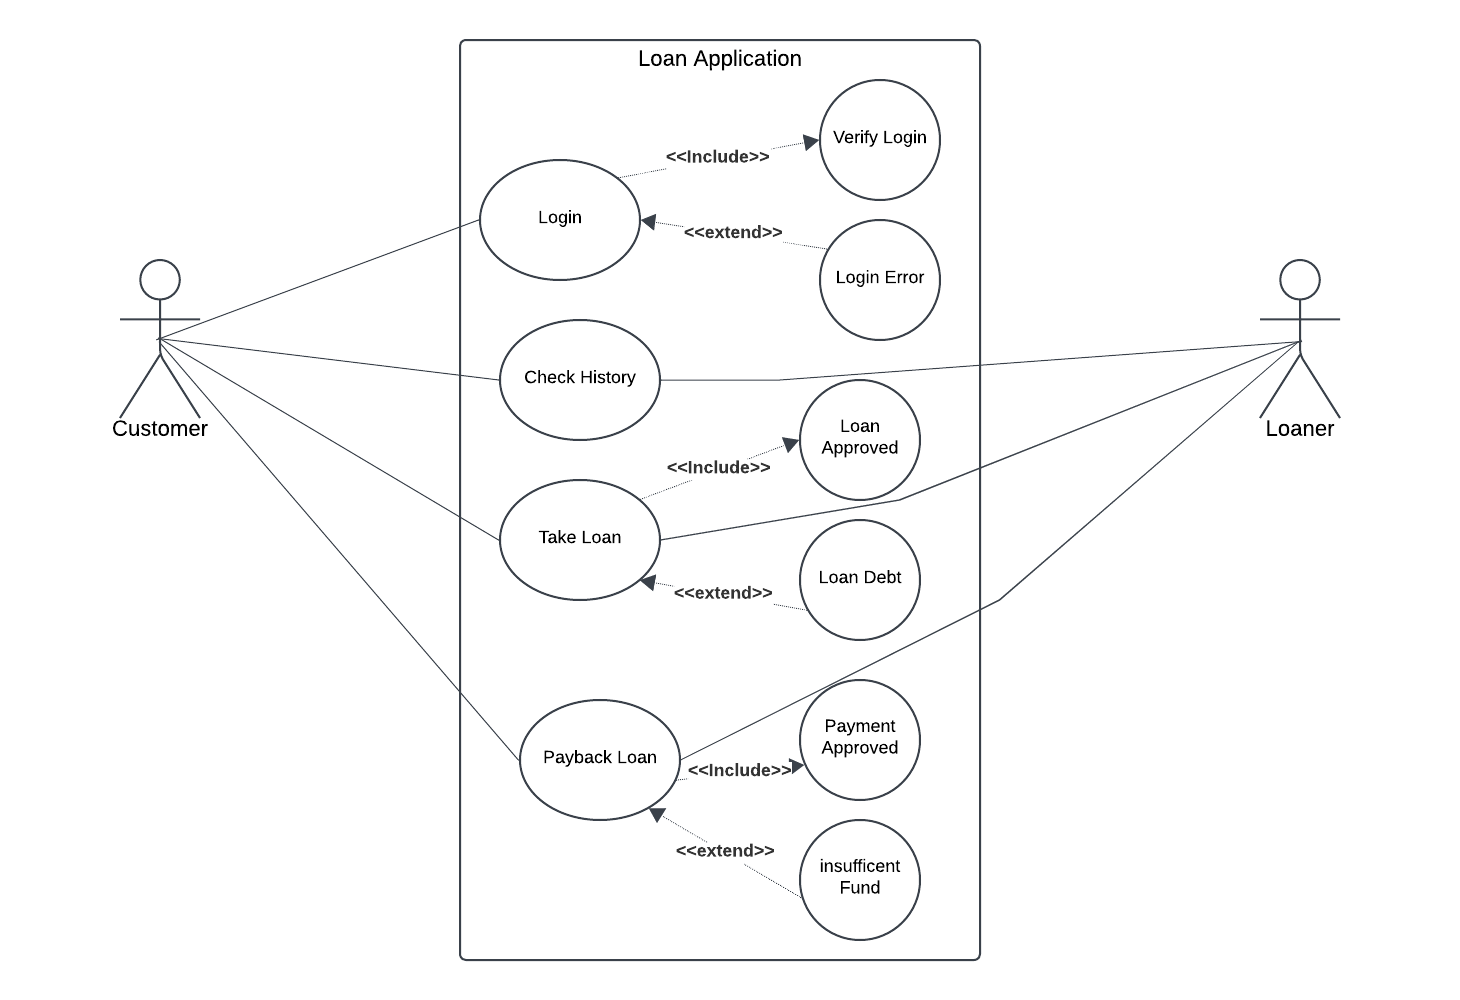 Loan Application
Verify Login
<<Include>>
Login
<<extend>>
Login Error
Check History
Customer
Loaner
Loan
Approved
<<Include>>
Take Loan
Loan Debt
<<extend>>
Payment
Approved
Payback Loan
<<Include>>
<<extend>>
insufficent
Fund